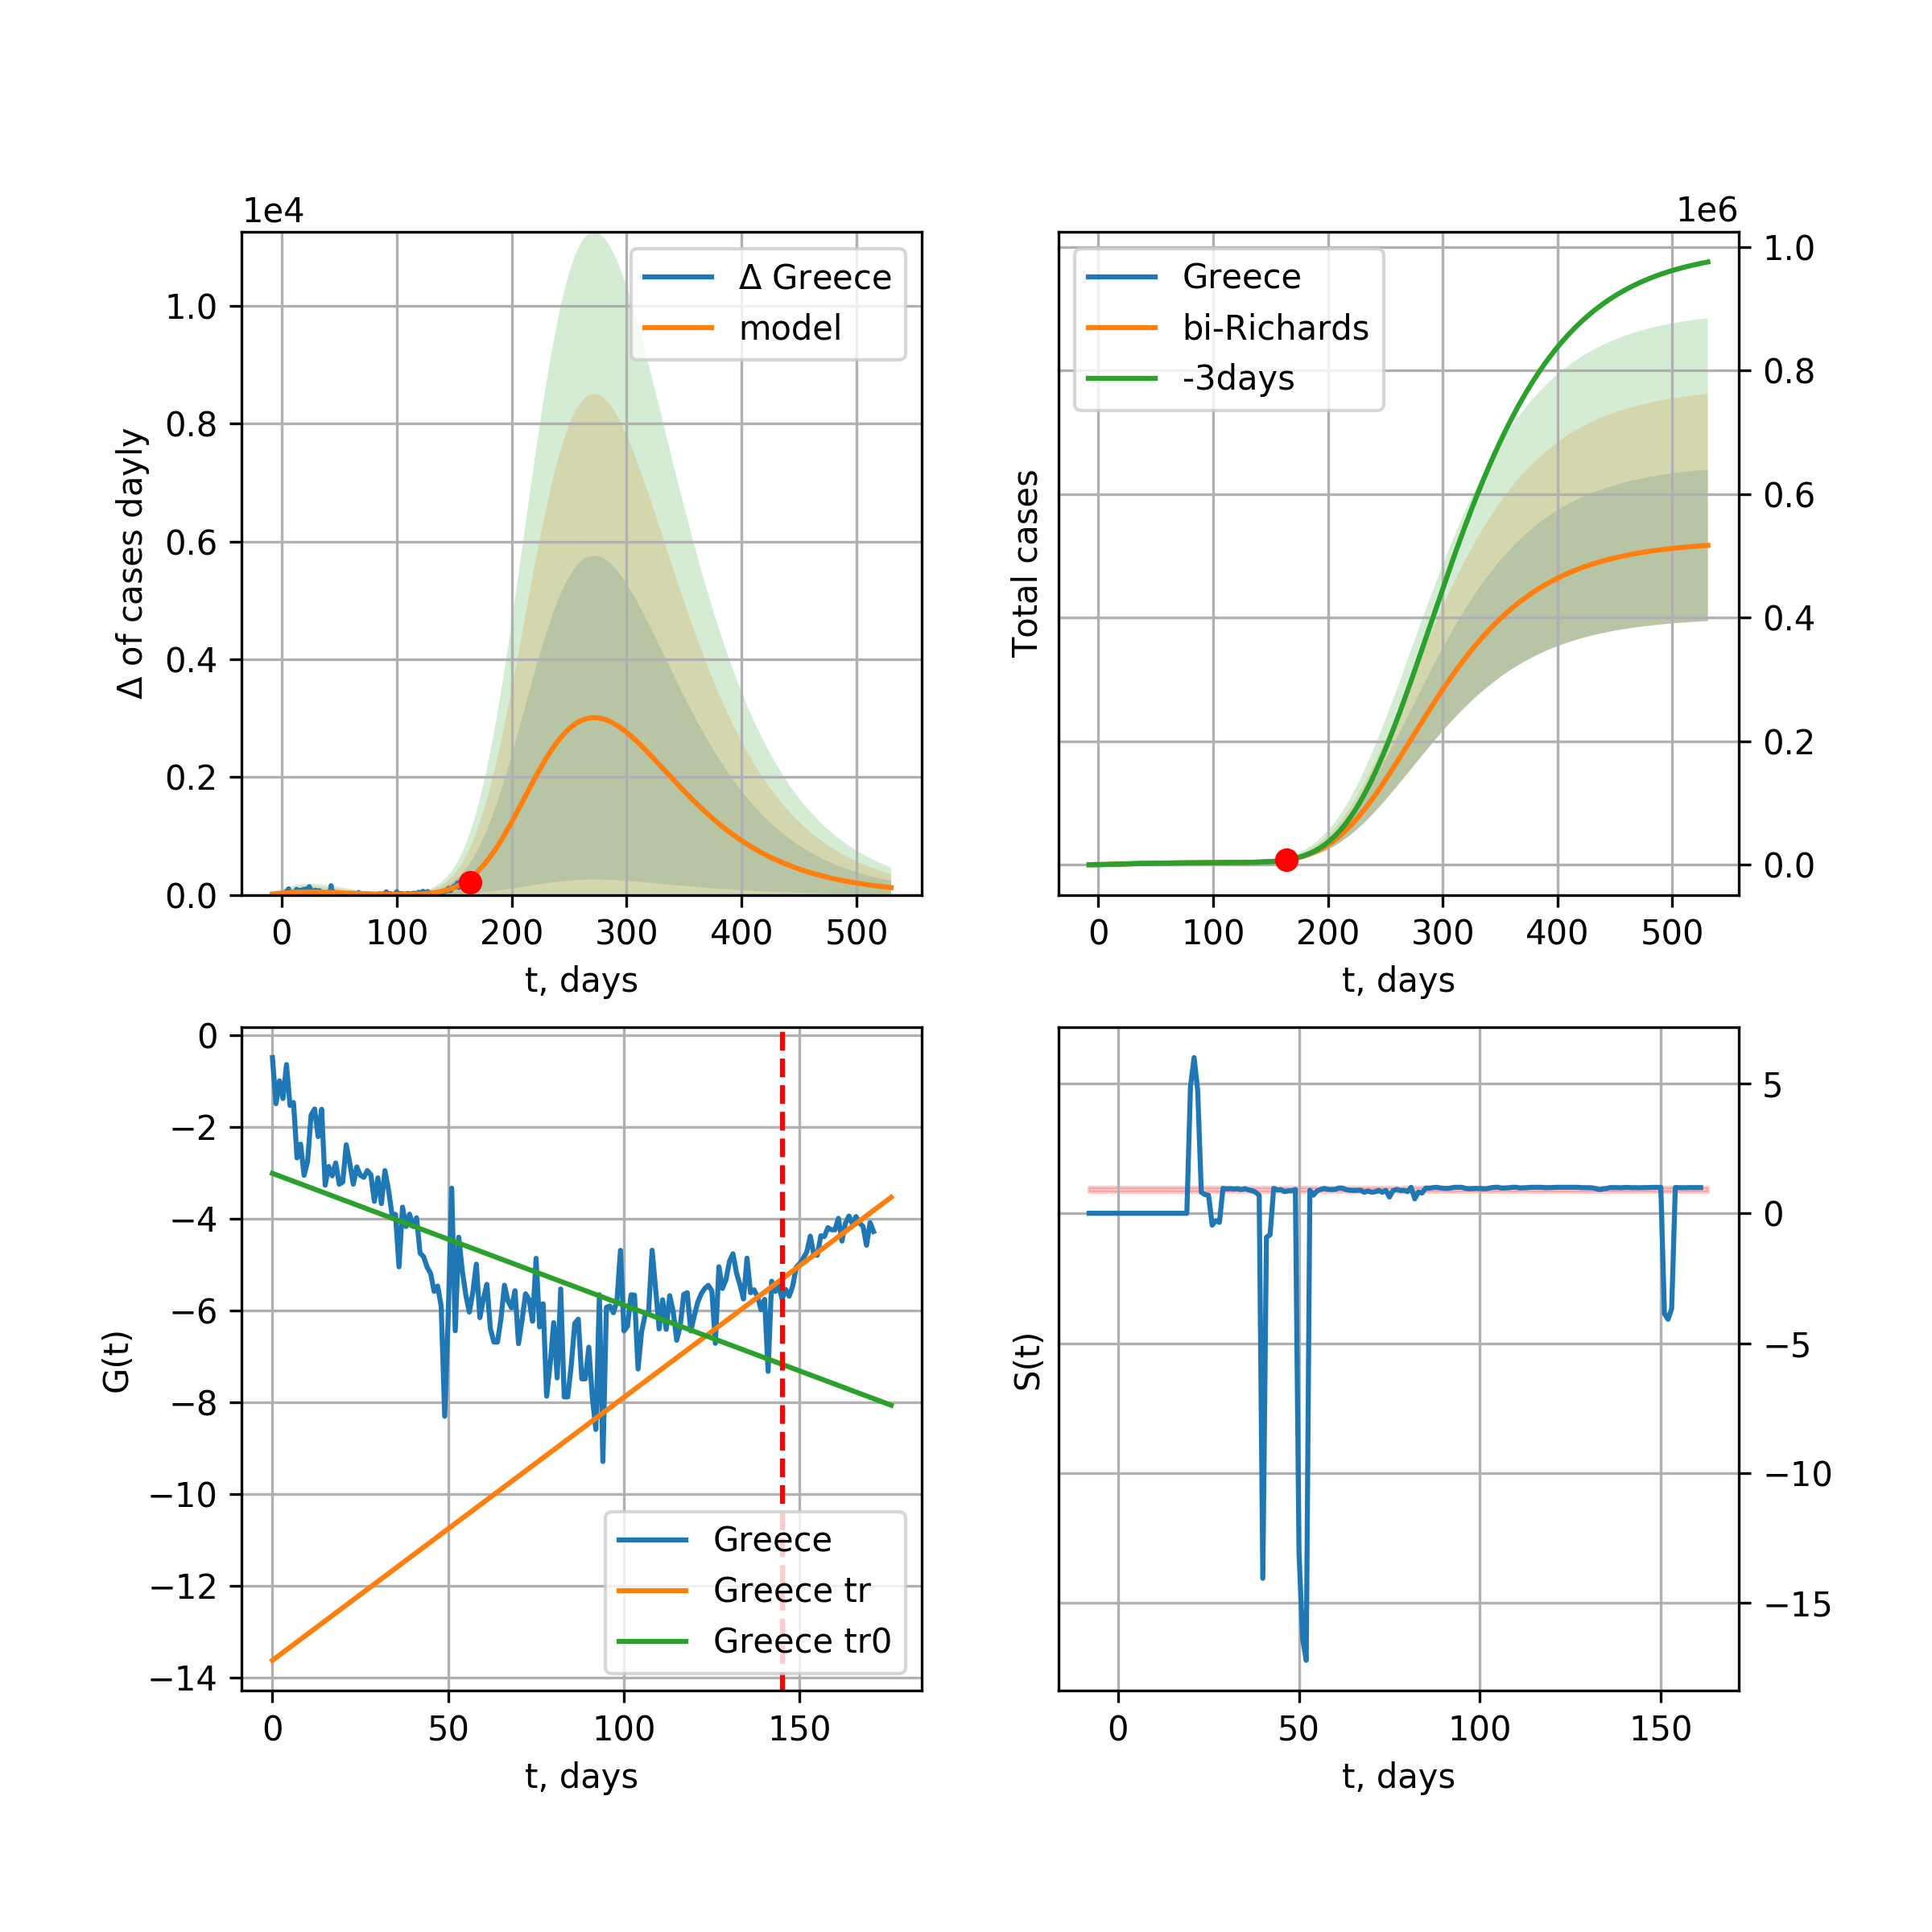 1e4
Δ of cases dayly
1.0
0.8
0.6
0.4
0.2
0.0
0 100 200 300 400 500
t, days
Δ Greece
model
1e6
Total cases
1.0
0.8
0.6
0.4
0.2
0.0
0 100 200 300 400 500
t, days
Greece
bi-Richards
-3days
G(t)
0
−2
−4
−6
−8
−10
−12
−14
0 50 100 150
t, days
Greece
Greece tr
Greece tr0
S(t)
5
0
−5
−10
−15
0 50 100 150
t, days